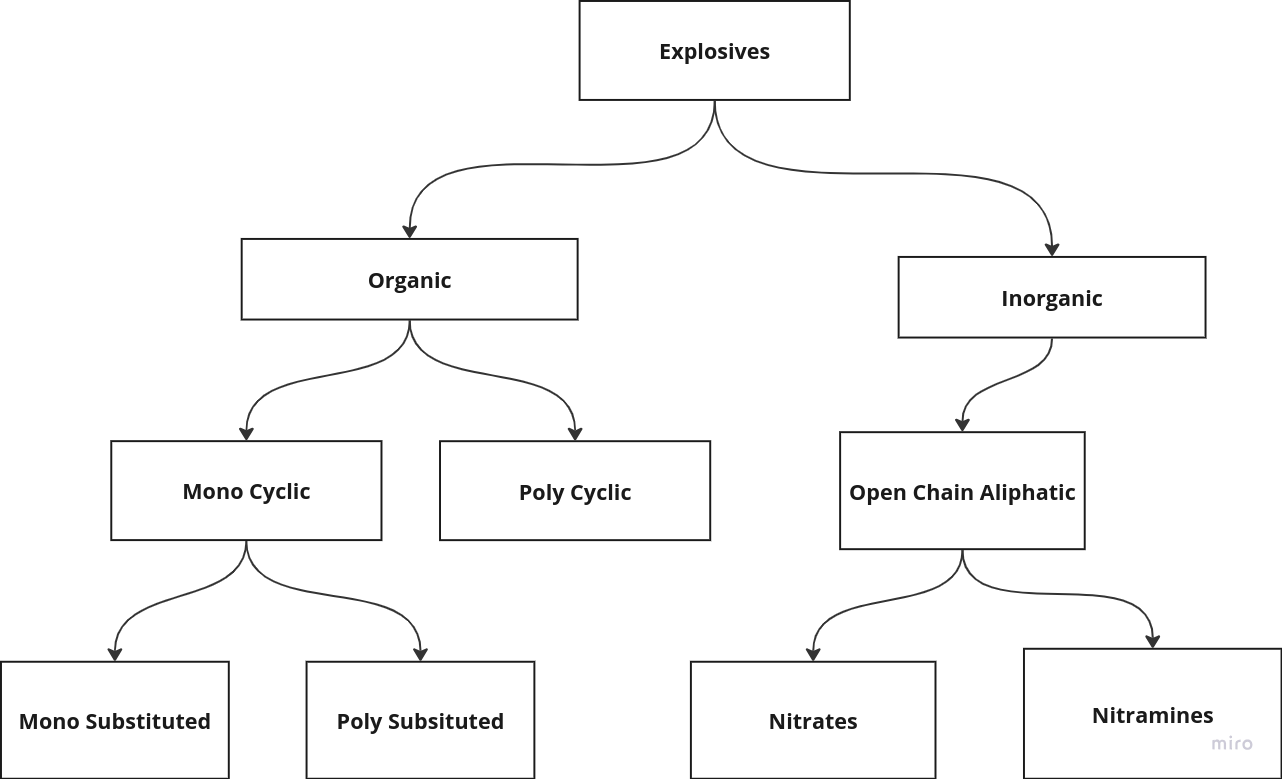 Explosives
Organic
Inorganic
Mono Cyclic
Poly Cyclic
Open Chain Aliphatic
Mono Substituted
Poly Subsituted
Nitrates
Nitramines
miro